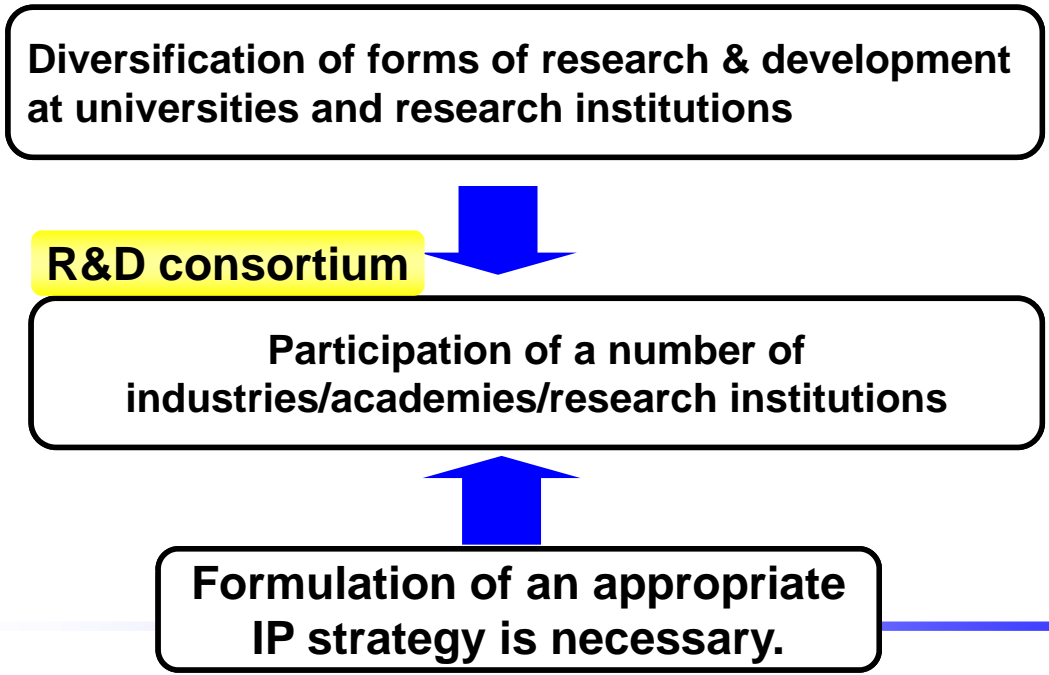 Diversification of forms of research & development
at universities and research institutions
R&D consortium
Participation of a number of
industries/academies/research institutions
Formulation of an appropriate
IP strategy is necessary.